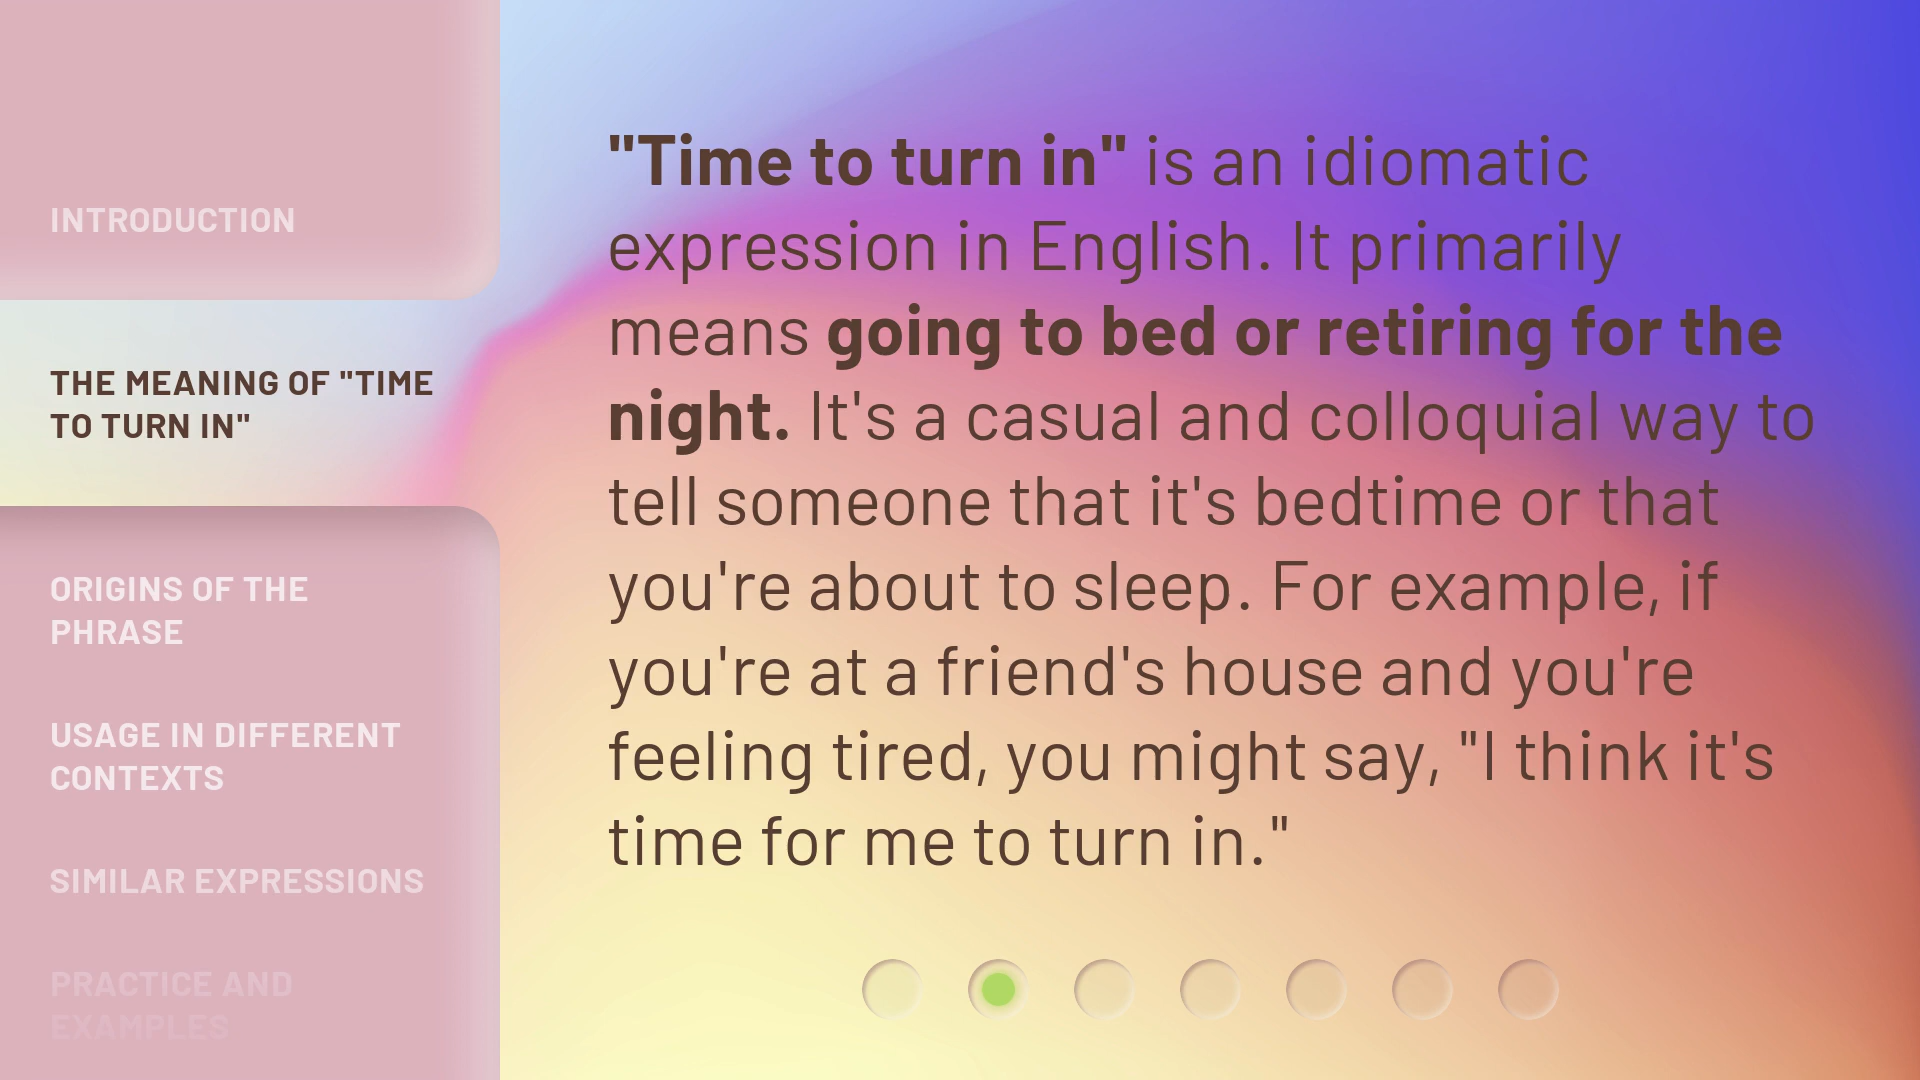 INTRODUCTION
THE MEANING OF "TIME
TO TURN IN"
ORIGINS OF THE
PHRASE
USAGE IN DIFFERENT
CONTEXTS
SIMILAR EXPRESSIONS
PRACTICE AND
EXAMPLES
"Time to turn in" is an idiomatic
expression in English. It primarily
means going to bed or retiring for the
night. It's a casual and colloquial way to
tell someone that it's bedtime or that
you're about to sleep. For example, if
you're at a friend's house and you're
feeling tired, you might say, "I think it's
time for me to turn in."